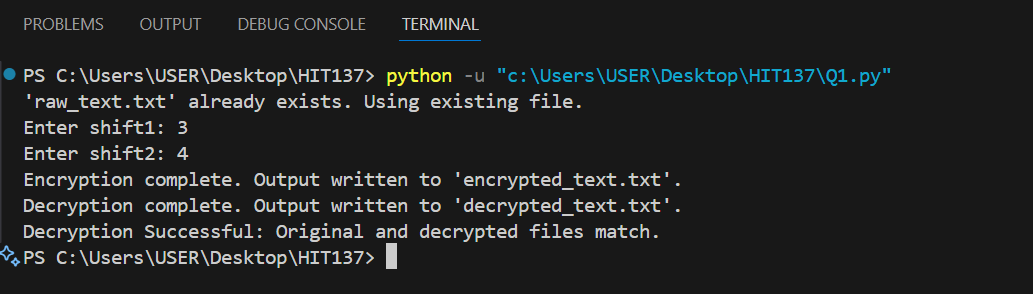 PROBLEMS OUTPUT DEBUG CONSOLE TERMINAL
PS C:\Users\USER\Desktop\HIT137> python -u "c:\Users\USER\Desktop\HIT137\Q1.py"
'raw_text.txt' already exists. Using existing file.
Enter shift1: 3
Enter shift2: 4
Encryption complete. Output written to 'encrypted_text.txt'.
Decryption complete. Output written to 'decrypted_text.txt'.
Decryption Successful: Original and decrypted files match.
PS C:\Users\USER\Desktop\HIT137>